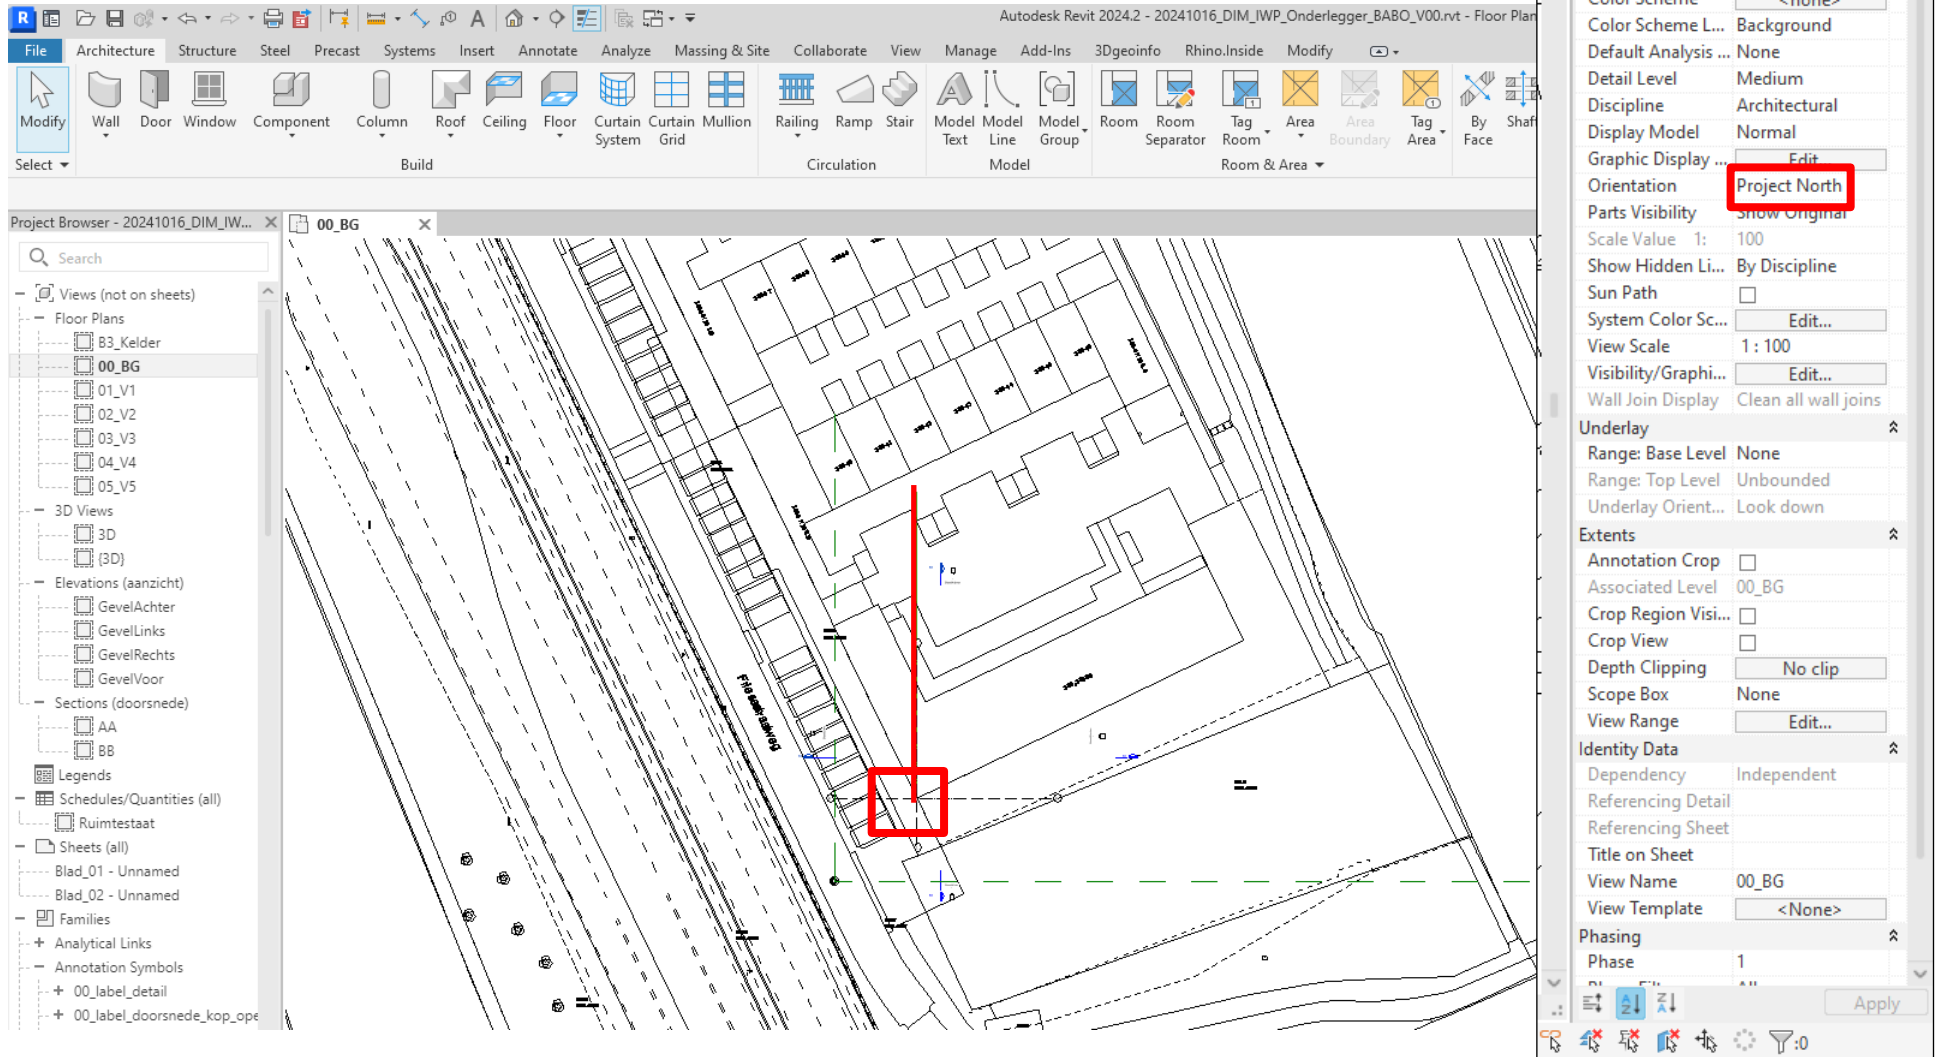 Autodesk Revit 2024.2 - 20241016_DIM_IWP_Onderlegger_BABO_V00.rvt - Floor Plan
File Architecture Structure Steel Precast Systems Insert Annotate Analyze Massing & Site Collaborate View Manage Add-Ins 3Dgeoinfo Rhino.Inside Modify
Modify Wall Door Window Component Column Roof Ceiling Floor Curtain System Curtain Grid Mullion Railing Ramp Stair Model Text Model Line Model Group Room Room Separator Tag Room Area Area Boundary Tag Area By Face Shaft
Select Build Circulation Model Room & Area
Project Browser - 20241016_DIM_IW...
00_BG
Search
Views (not on sheets)
Floor Plans
B3_Kelder
00_BG
01_V1
02_V2
03_V3
04_V4
05_V5
3D Views
3D
{3D}
Elevations (aanzicht)
GevelAchter
GevelLinks
GevelRechts
GevelVoor
Sections (doorsnede)
AA
BB
Legends
Schedules/Quantities (all)
Ruimtestaat
Sheets (all)
Blad_01 - Unnamed
Blad_02 - Unnamed
Families
Analytical Links
Annotation Symbols
00_label_detail
00_label_doorsnede_kop_ope
Color Scheme <none>
Color Scheme L... Background
Default Analysis ... None
Detail Level Medium
Discipline Architectural
Display Model Normal
Graphic Display ... Edit...
Orientation Project North
Parts Visibility Show Original
Scale Value 1: 100
Show Hidden Li... By Discipline
Sun Path
System Color Sc... Edit...
View Scale 1 : 100
Visibility/Graphi... Edit...
Wall Join Display Clean all wall joins
Underlay
Range: Base Level None
Range: Top Level Unbounded
Underlay Orient... Look down
Extents
Annotation Crop
Associated Level 00_BG
Crop Region Visi...
Crop View
Depth Clipping No clip
Scope Box None
View Range Edit...
Identity Data
Dependency Independent
Referencing Detail
Referencing Sheet
Title on Sheet
View Name 00_BG
View Template <None>
Phasing
Phase 1
Apply
:0